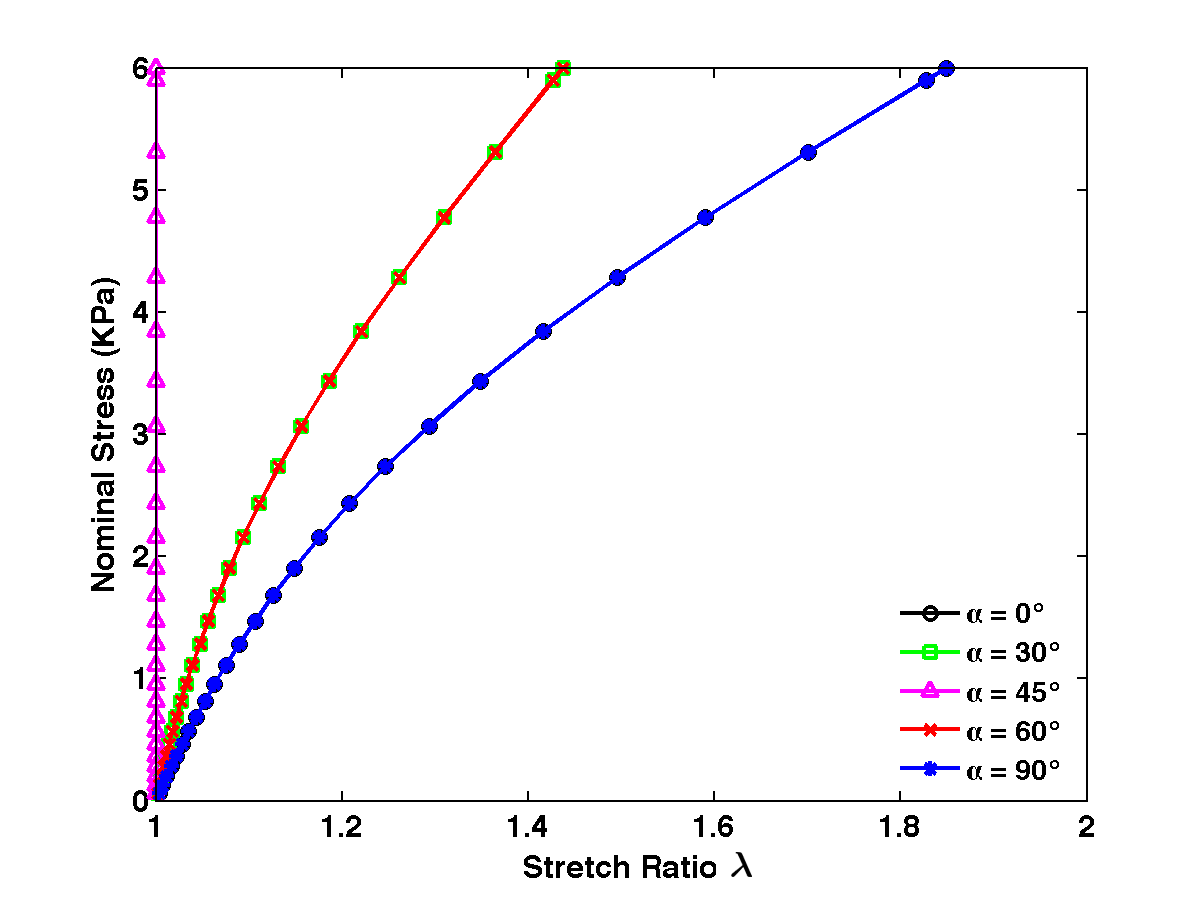 6
5
4
3
2
1
0
Nominal Stress (KPa)
1
1.2
1.4
1.6
1.8
2
Stretch Ratio λ
α = 0°
α = 30°
α = 45°
α = 60°
α = 90°